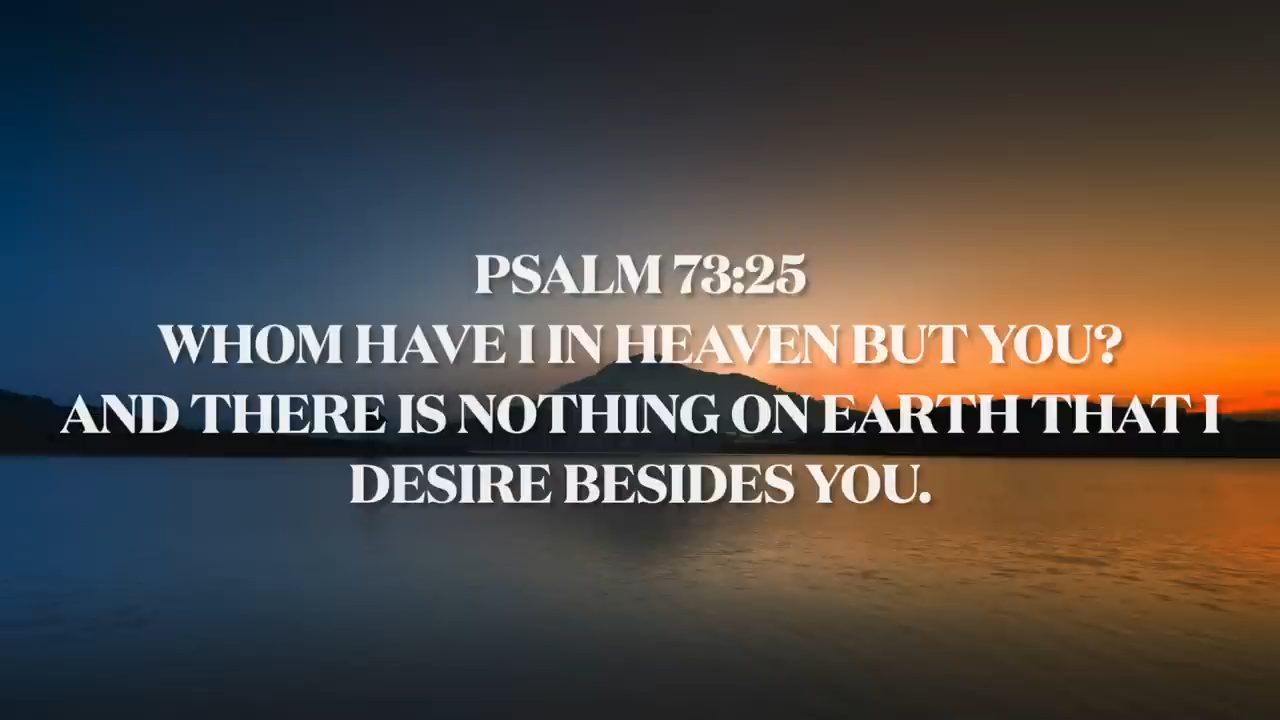 PSALM 73:25
WHOM HAVE I IN HEAVEN BUT YOU?
AND THERE IS NOTHING ON EARTH THAT I
DESIRE BESIDES YOU.